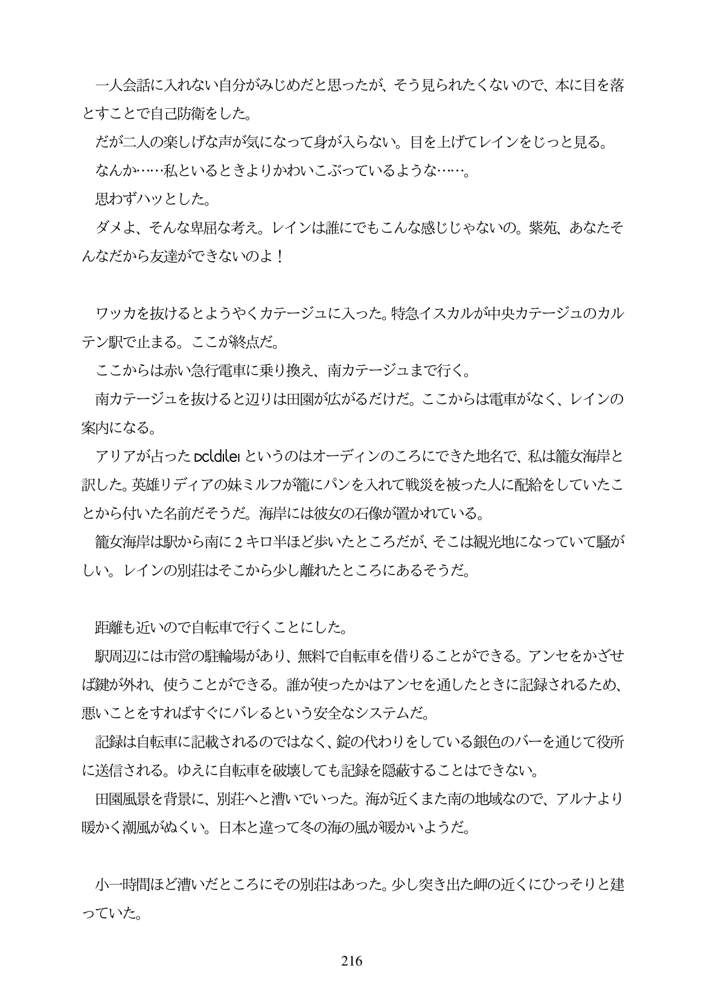 一人会話に入れない自分がみじめだと思ったが、そう見られたくないので、本に目を落
とすことで自己防衛をした。
だが二人の楽しげな声が気になって身が入らない。目を上げてレインをじっと見る。
なんか……私といるときよりかわいこぶっているような……。
思わずハッとした。
ダメよ、そんな卑屈な考え。レインは誰にでもこんな感じじゃないの。紫苑、あなたそ
んなだから友達ができないのよ！
ワッカを抜けるとようやくカテージュに入った。特急イスカルが中央カテージュのカル
テン駅で止まる。ここが終点だ。
ここからは赤い急行電車に乗り換え、南カテージュまで行く。
南カテージュを抜けると辺りは田園が広がるだけだ。ここからは電車がなく、レインの
案内になる。
アリアが占った というのはオーディンのころにできた地名で、私は籠女海岸と
訳した。英雄リディアの妹ミルフが籠にパンを入れて戦災を被った人に配給をしていたこ
とから付いた名前だそうだ。海岸には彼女の石像が置かれている。
籠女海岸は駅から南に 2 キロ半ほど歩いたところだが、そこは観光地になっていて騒が
しい。レインの別荘はそこから少し離れたところにあるそうだ。
距離も近いので自転車で行くことにした。
駅周辺には市営の駐輪場があり、無料で自転車を借りることができる。アンセをかざせ
ば鍵が外れ、使うことができる。誰が使ったかはアンセを通したときに記録されるため、
悪いことをすればすぐにバレるという安全なシステムだ。
記録は自転車に記載されるのではなく、錠の代わりをしている銀色のバーを通じて役所
に送信される。ゆえに自転車を破壊しても記録を隠蔽することはできない。
田園風景を背景に、別荘へと漕いでいった。海が近くまた南の地域なので、アルナより
暖かく潮風がぬくい。日本と違って冬の海の風が暖かいようだ。
小一時間ほど漕いだところにその別荘はあった。少し突き出た岬の近くにひっそりと建
っていた。
216